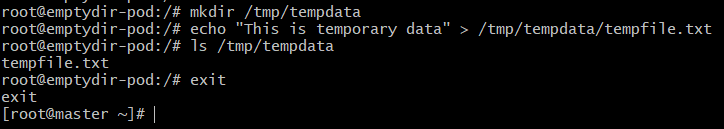 root@emptydir-pod:/# mkdir /tmp/tempdata
root@emptydir-pod:/# echo "This is temporary data" > /tmp/tempdata/tempfile.txt
root@emptydir-pod:/# ls /tmp/tempdata
tempfile.txt
root@emptydir-pod:/# exit
exit
[root@master ~]#